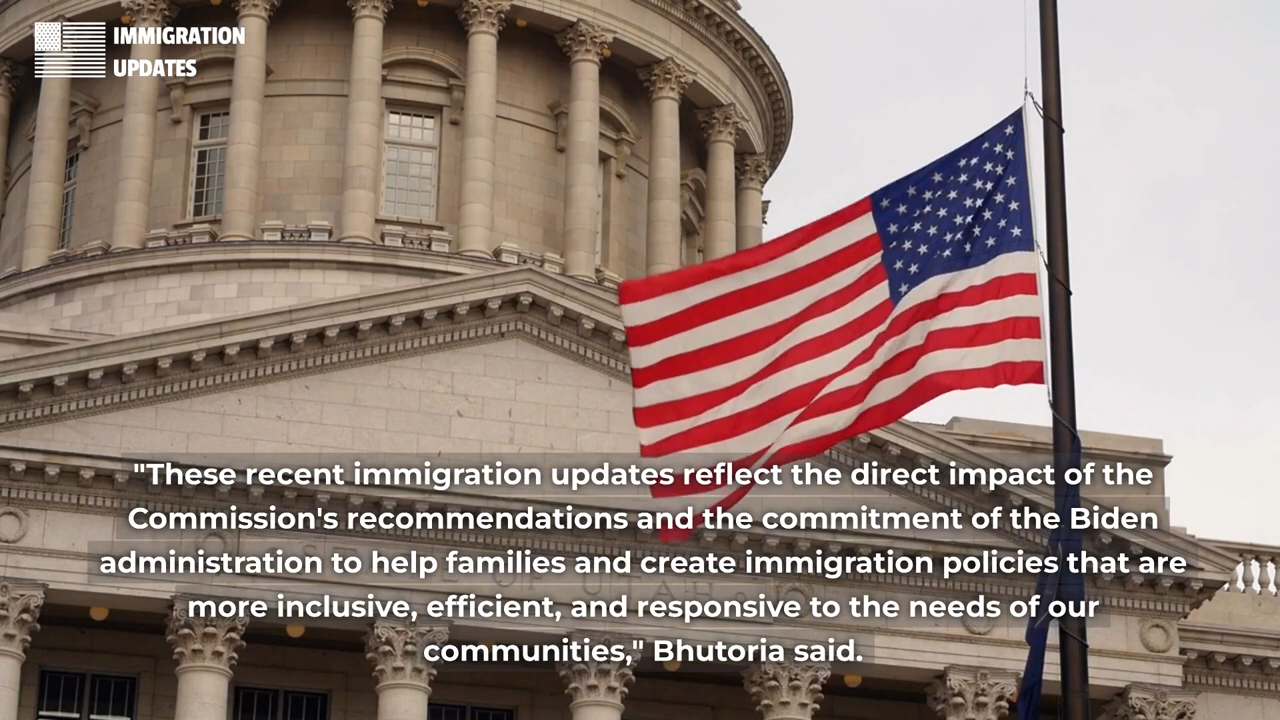 IMMIGRATION
UPDATES
"These recent immigration updates reflect the direct impact of the
Commission's recommendations and the commitment of the Biden
administration to help families and create immigration policies that are
more inclusive, efficient, and responsive to the needs of our
communities," Bhutoria said.